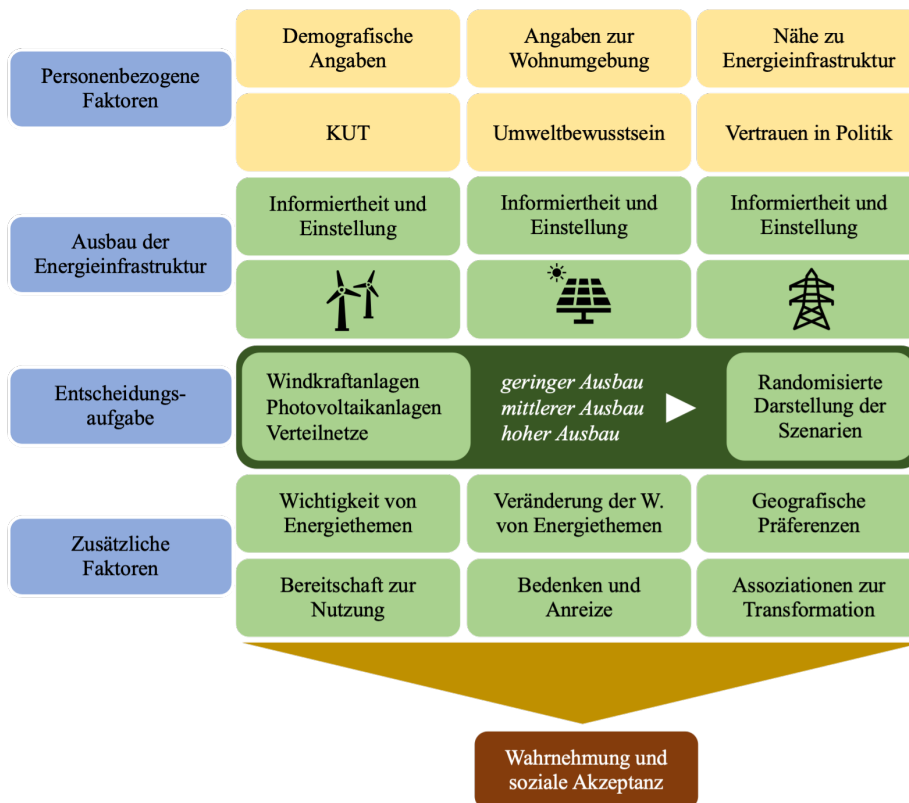 Personenbezogene
Faktoren
Demografische
Angaben
Angaben zur
Wohnumgebung
Nähe zu
Energieinfrastruktur
KUT
Umweltbewusstsein
Vertrauen in Politik
Ausbau der
Energieinfrastruktur
Informiertheit und
Einstellung
Informiertheit und
Einstellung
Informiertheit und
Einstellung
Entscheidungs-
aufgabe
Windkraftanlagen
Photovoltaikanlagen
Verteilnetze
geringer Ausbau
mittlerer Ausbau
hoher Ausbau
Randomisierte
Darstellung der
Szenarien
Zusätzliche
Faktoren
Wichtigkeit von
Energiethemen
Veränderung der W.
von Energiethemen
Geografische
Präferenzen
Bereitschaft zur
Nutzung
Bedenken und
Anreize
Assoziationen zur
Transformation
Wahrnehmung und
soziale Akzeptanz